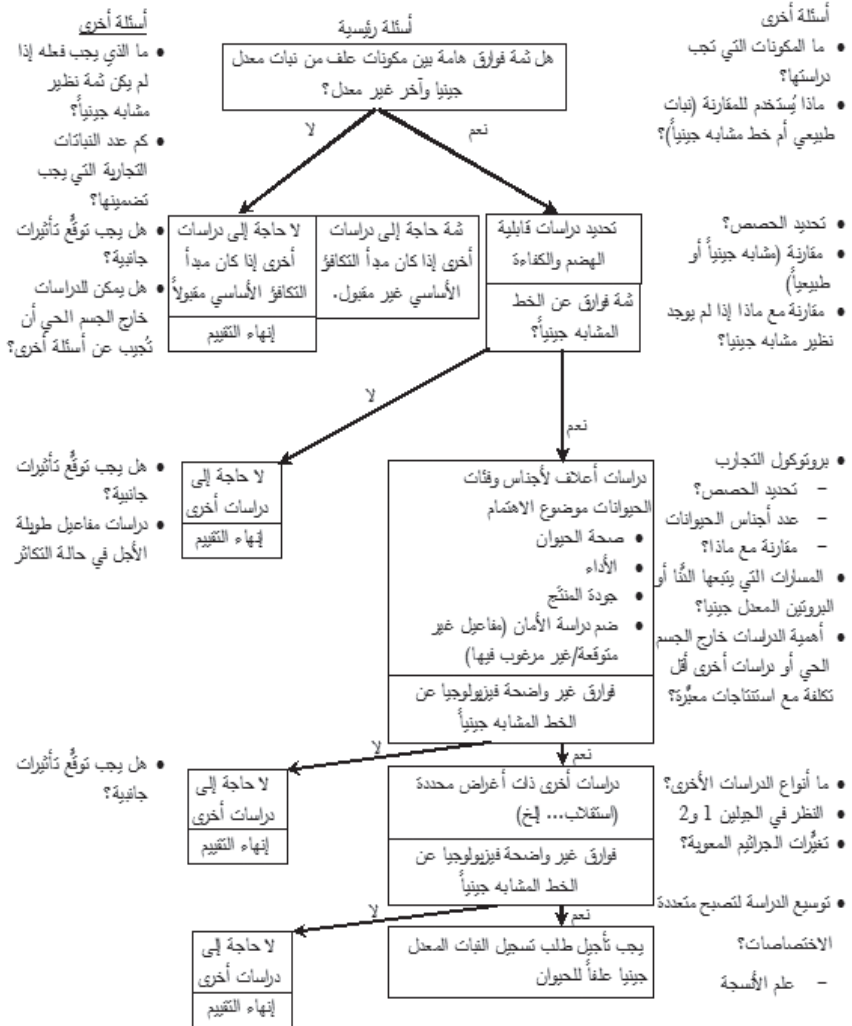 أسئلة أخرى
• ما المكونات التي تجب
دراستها؟
• ماذا يُستخدم للمقارنة (نبات
طبيعي أم خط مشابه جينياً)؟
أسئلة رئيسية
هل ثمة فوارق هامة بين مكونات علف من نبات معدل
جينيا وآخر غير معدل؟
أسئلة أخرى
• ما الذي يجب فعله إذا
لم يكن ثمة نظير
مشابه جينياً؟
• كم عدد النباتات
التجارية التي يجب
تضمينها؟
نعم
لا
• تحديد الحصص؟
• مقارنة (مشابه جينياً أو
طبيعياً)
• مقارنة مع ماذا إذا لم يوجد
نظير مشابه جينيا؟
تحديد دراسات قابلية
الهضم والكفاءة
ثمة فوارق عن الخط
المشابه جينياً؟
ثمة حاجة إلى دراسات
أخرى إذا كان مبدأ التكافؤ
الأساسي غير مقبول.
لا حاجة إلى دراسات
أخرى إذا كان مبدأ
التكافؤ الأساسي مقبولاً
إنهاء التقييم
• هل يجب توقُّع تأثيرات
جانبية؟
• هل يمكن للدراسات
خارج الجسم الحي أن
تُجيب عن أسئلة أخرى؟
نعم
لا
• بروتوكول التجارب
– تحديد الحصص؟
– عدد أجناس الحيوانات
– مقارنة مع ماذا؟
• المسارات التي يتبعها الدَّنا أو
البروتين المعدل جينيا؟
• أهمية الدراسات خارج الجسم
الحي أو دراسات أخرى أقل
تكلفة مع استنتاجات معبِّرة؟
دراسات أعلاف لأجناس وفئات
الحيوانات موضوع الاهتمام
• صحة الحيوان
• الأداء
• جودة المنتَج
• ضم دراسة الأمان (مفاعيل غير
متوقعة/غير مرغوب فيها)
فوارق غير واضحة فيزيولوجيا عن
الخط المشابه جينياً
لا حاجة إلى
دراسات أخرى
إنهاء التقييم
• هل يجب توقُّع تأثيرات
جانبية؟
• دراسات مفاعيل طويلة
الأجل في حالة التكاثر
نعم
لا
• ما أنواع الدراسات الأخرى؟
• النظر في الجيلين 1 و2
• تغيُّرات الجراثيم المعوية؟
دراسات أخرى ذات أغراض محددة
(استقلاب... إلخ)
فوارق غير واضحة فيزيولوجيا عن
الخط المشابه جينياً
لا حاجة إلى
دراسات أخرى
إنهاء التقييم
• هل يجب توقُّع تأثيرات
جانبية؟
نعم
لا
• توسيع الدراسة لتصبح متعددة
الاختصاصات؟
– علم الأنسجة
يجب تأجيل طلب تسجيل النبات المعدل
جينيا علفاً للحيوان
لا حاجة إلى
دراسات أخرى
إنهاء التقييم